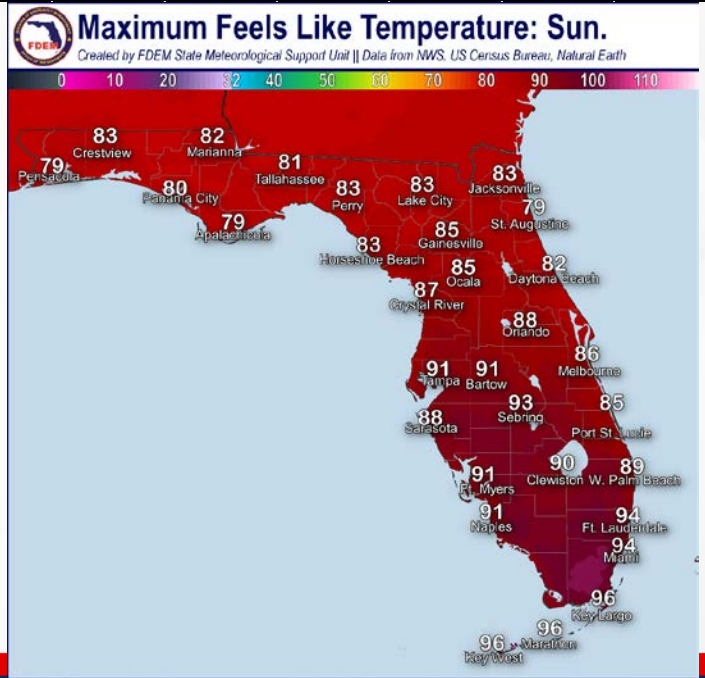 Maximum Feels Like Temperature: Sun.
FDEM
Created by FDEM State Meteorological Support Unit || Data from NWS, US Census Bureau, Natural Earth
0 10 20 32 40 50 60 70 80 90 100 110
83
Crestview
82
Marianna
79
Pensacola
81
Tallahassee
80
Panama City
83
Perry
83
Lake City
83
Jacksonville
79
Apalachicola
79
St. Augustine
85
Gainesville
83
Horseshoe Beach
85
Ocala
82
Daytona Beach
87
Crystal River
88
Orlando
86
Melbourne
91
Tampa
91
Bartow
93
Sebring
85
Port St. Lucie
88
Sarasota
90
Clewiston
89
W. Palm Beach
91
Ft. Myers
91
Naples
94
Ft. Lauderdale
94
Miami
96
Key Largo
96
Marathon
96
Key West